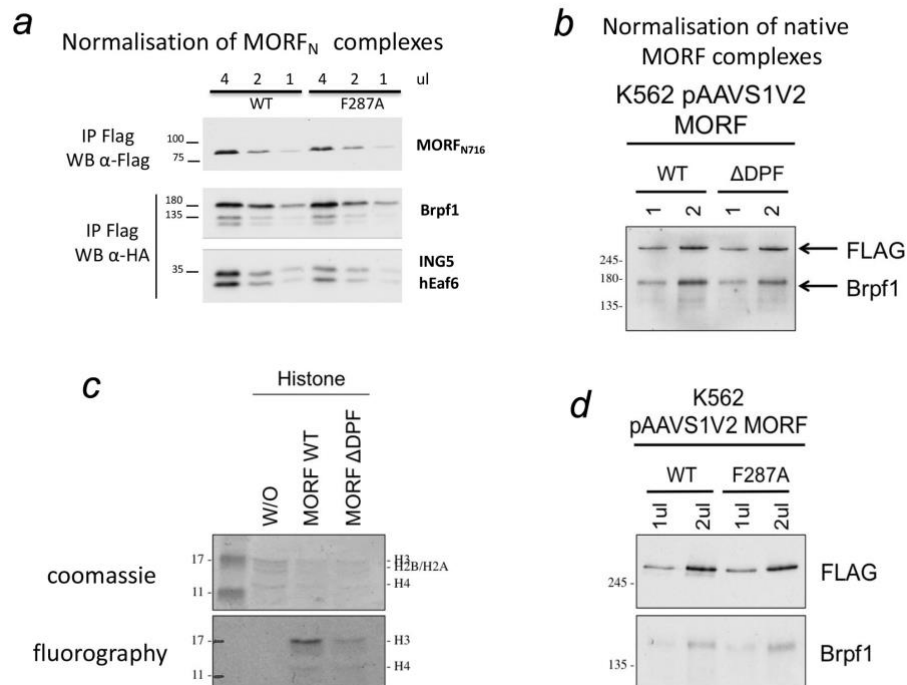 a
Normalisation of MORFN complexes
4 2 1 4 2 1 ul
WT F287A
IP Flag
WB α-Flag
100
75
MORFN716
IP Flag
WB α-HA
180
135
Brpf1
35
ING5
hEaf6
b
Normalisation of native
MORF complexes
K562 pAAVS1V2
MORF
WT ΔDPF
1 2 1 2
245-
180-
135-
FLAG
Brpf1
c
Histone
W/O
MORF WT
MORF ΔDPF
coomassie
17
11
H3
H2B/H2A
H4
fluorography
17
11
H3
H4
d
K562
pAAVS1V2 MORF
WT F287A
1ul 2ul 1ul 2ul
245-
FLAG
135-
Brpf1